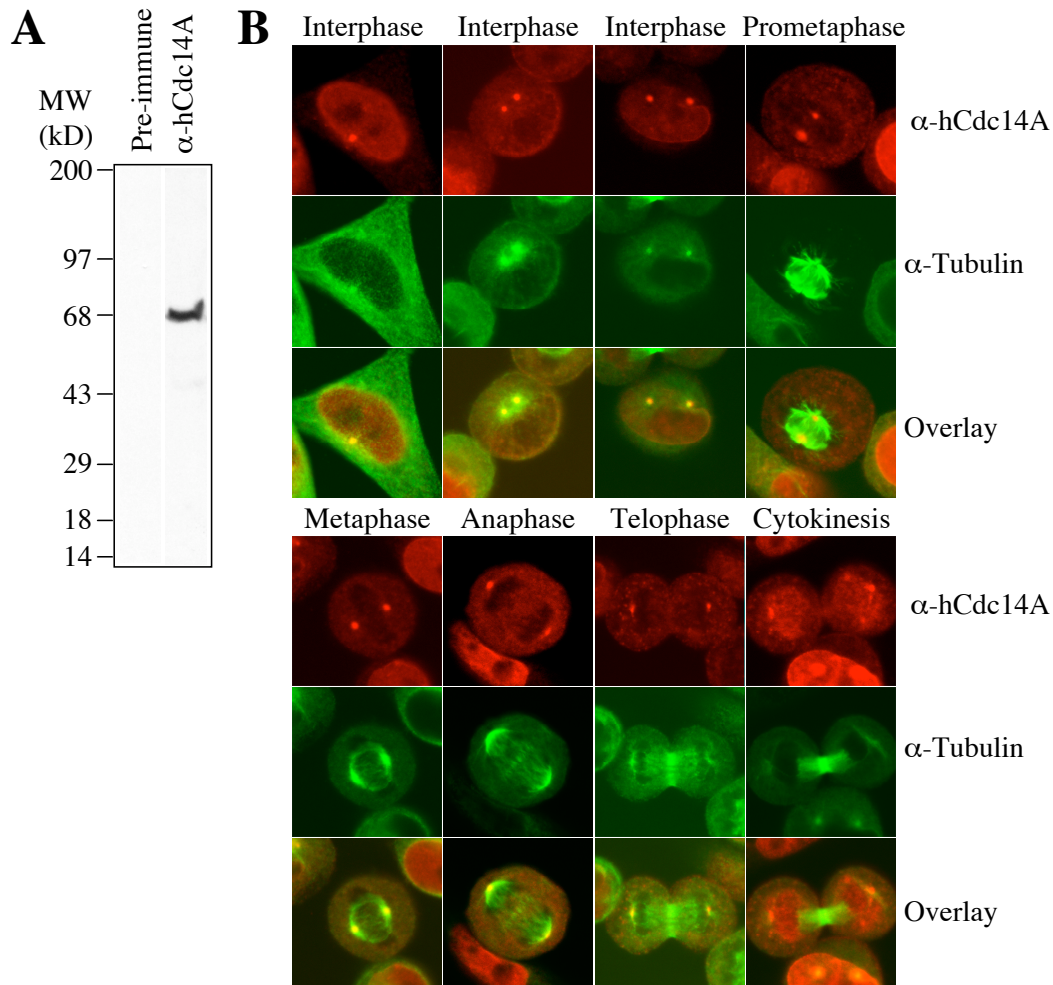 A
Pre-immune
α-hCdc14A
MW
(kD)
200
97
68
43
29
18
14
B
Interphase Interphase Interphase Prometaphase
α-hCdc14A
α-Tubulin
Overlay
Metaphase Anaphase Telophase Cytokinesis
α-hCdc14A
α-Tubulin
Overlay